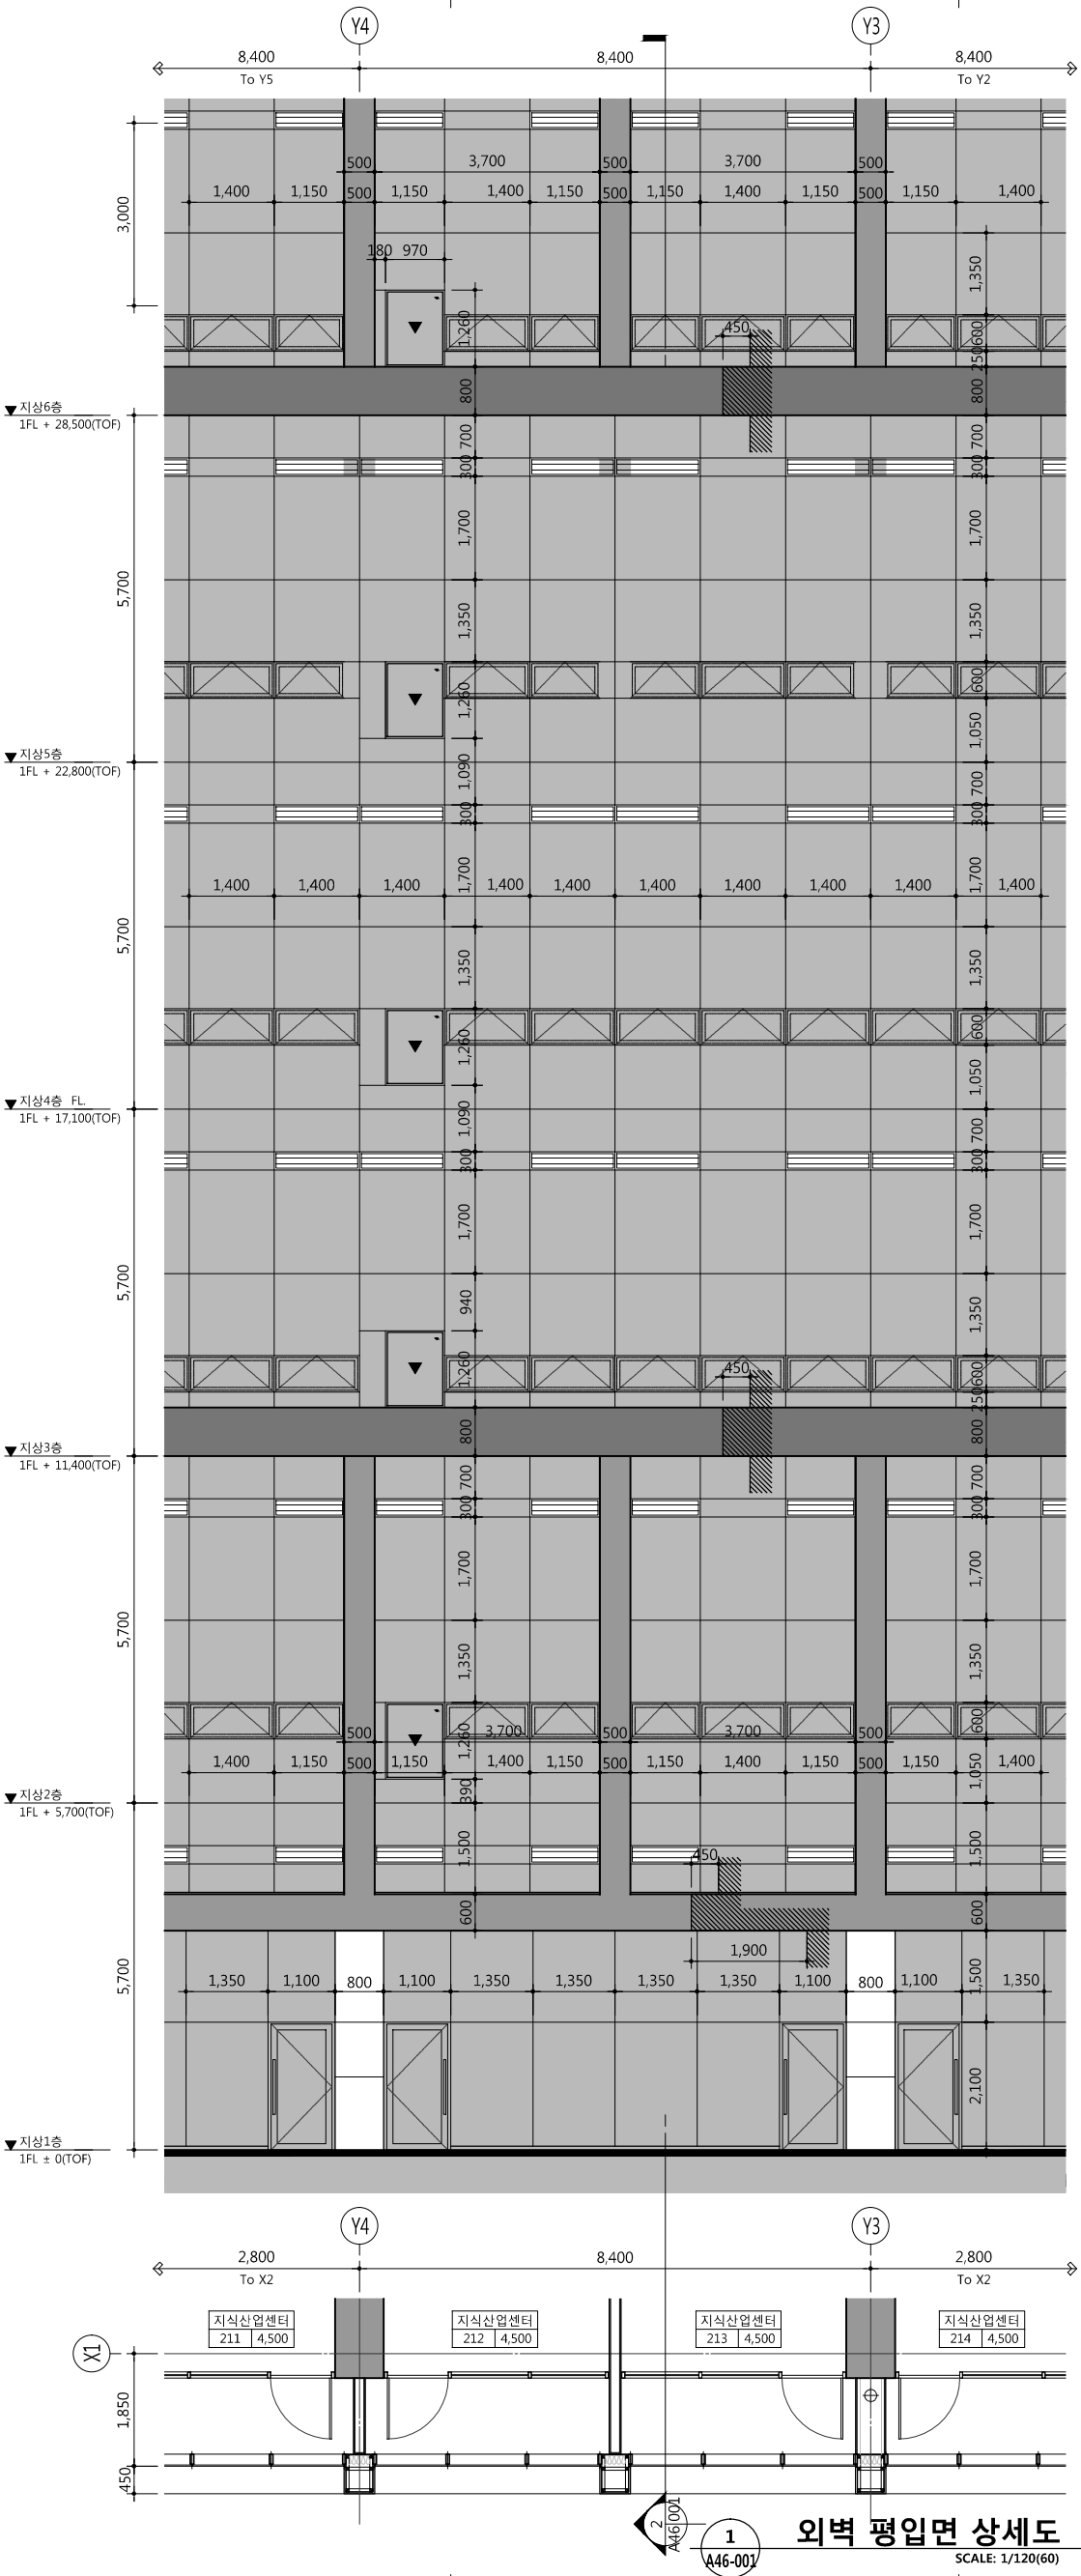 Y4 Y3
8,400 8,400 8,400
To Y5 To Y2
500 3,700 500 3,700 500
1,400 1,150 500 1,150 1,400 1,150 500 1,150 1,400 1,150 500 1,150 1,400
3,000
180 970
1,350
1,260
450
600
250
800 800
지상6층
1FL + 28,500(TOF)
700 700
300 300
1,700 1,700
5,700
1,350 1,350
1,260 600
1,050
지상5층
1FL + 22,800(TOF)
1,090 700
300 300
1,700 1,700
1,400 1,400 1,400 1,400 1,400 1,400 1,400 1,400 1,400 1,400
5,700
1,350 1,350
1,260 600
1,050
지상4층 FL.
1FL + 17,100(TOF)
1,090 700
300 300
1,700 1,700
5,700
940 1,350
1,260 450 600
250
800 800
지상3층
1FL + 11,400(TOF)
700 700
300 300
1,700 1,700
5,700
1,350 1,350
1,260 600
500 3,700 500 3,700 500
1,400 1,150 500 1,150 1,400 1,150 500 1,150 1,400 1,150 500 1,150 1,400
390 1,050
지상2층
1FL + 5,700(TOF)
1,500 450 1,500
600 600
1,900
5,700
1,350 1,100 800 1,100 1,350 1,350 1,350 1,350 1,100 800 1,100 1,350
1,500
2,100
지상1층
1FL ± 0(TOF)
Y4 Y3
2,800 8,400 2,800
To X2 To X2
지식산업센터 지식산업센터 지식산업센터 지식산업센터
211 4,500 212 4,500 213 4,500 214 4,500
X1
1,850
450
2
A46-001
1
A46-001
외벽 평입면 상세도
SCALE: 1/120(60)